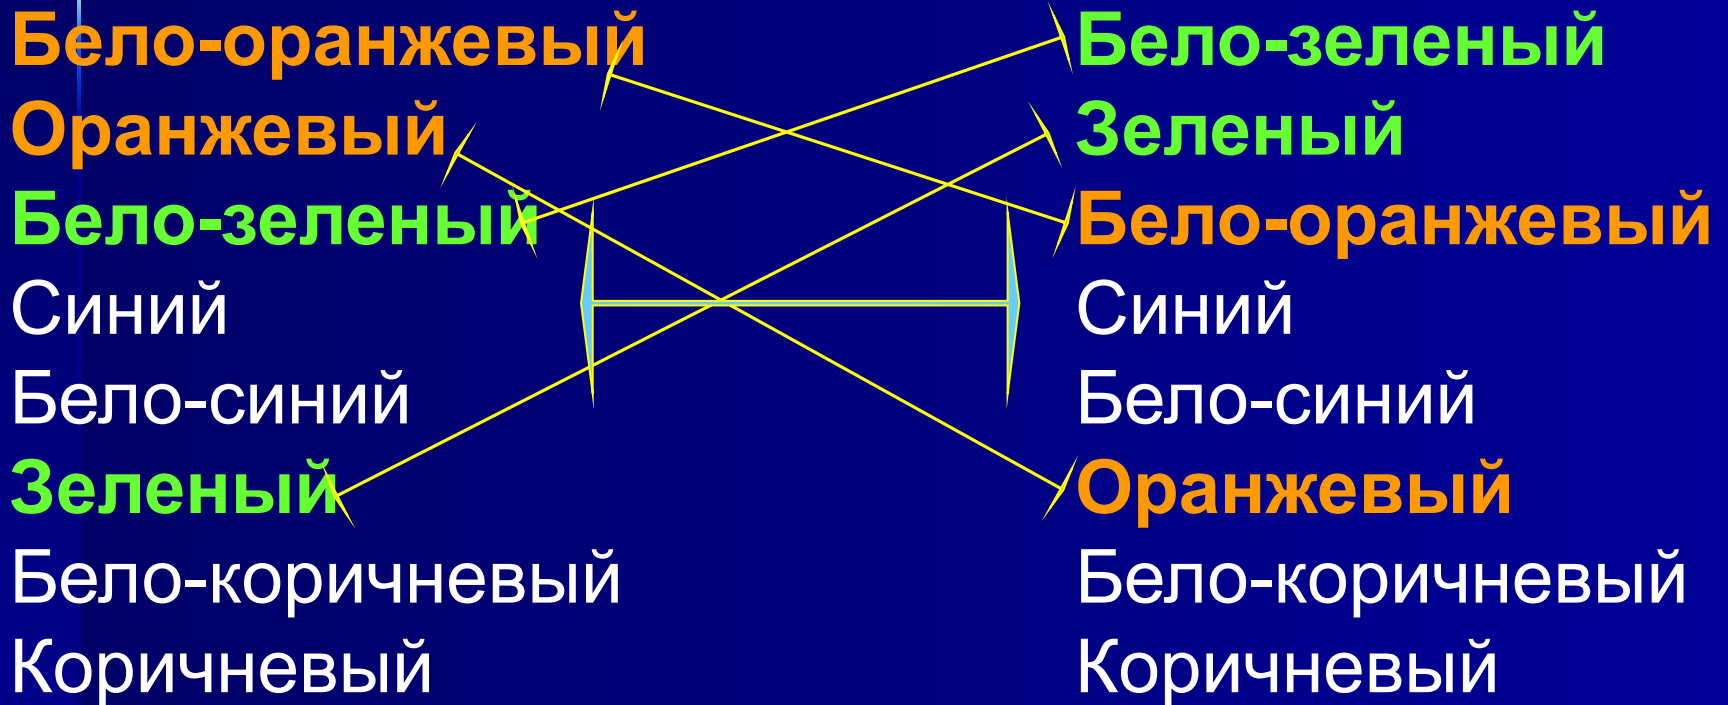 Бело-оранжевый
Оранжевый
Бело-зеленый
Синий
Бело-синий
Зеленый
Бело-коричневый
Коричневый
Бело-зеленый
Зеленый
Бело-оранжевый
Синий
Бело-синий
Оранжевый
Бело-коричневый
Коричневый